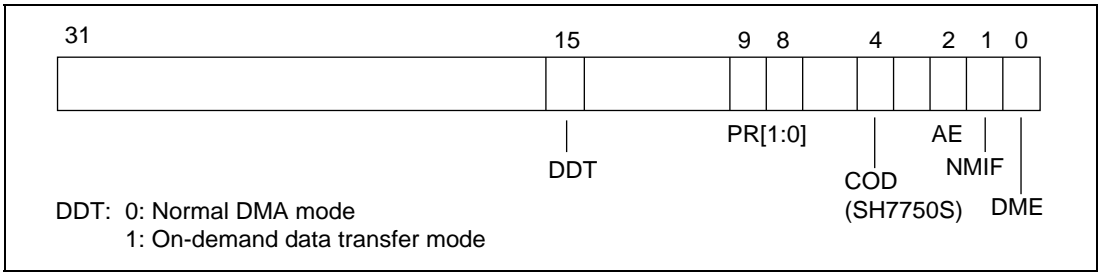 31 15 9 8 4 2 1 0
PR[1:0] AE
DDT NMIF
COD
(SH7750S) DME
DDT: 0: Normal DMA mode
1: On-demand data transfer mode